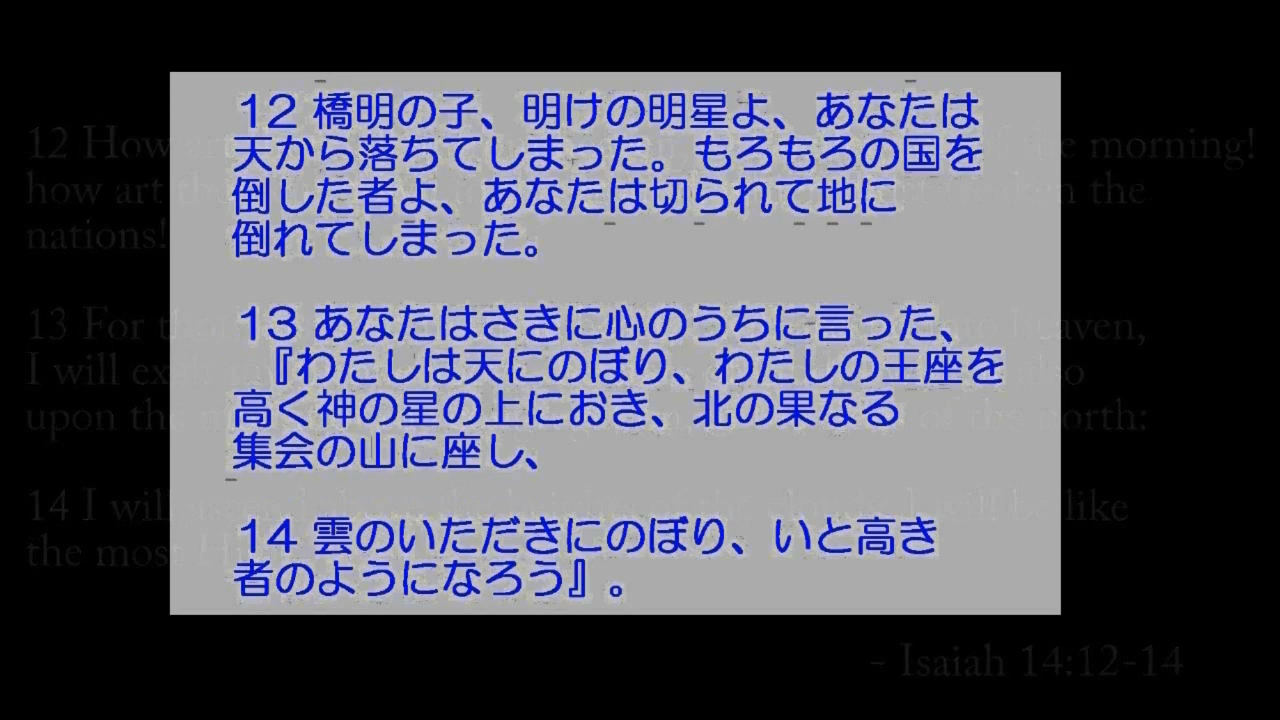 12 橋明の子、明けの明星よ、あなたは
天から落ちてしまった。もろもろの国を
倒した者よ、あなたは切られて地に
倒れてしまった。
13 あなたはさきに心のうちに言った、
『わたしは天にのぼり、わたしの王座を
高く神の星の上におき、北の果なる
集会の山に座し、
14 雲のいただきにのぼり、いと高き
者のようになろう』。
12 How morning!
how art the
nations!
13 For heaven,
I will also
upon the north:
14 I will like
the most
- Isaiah 14:12-14